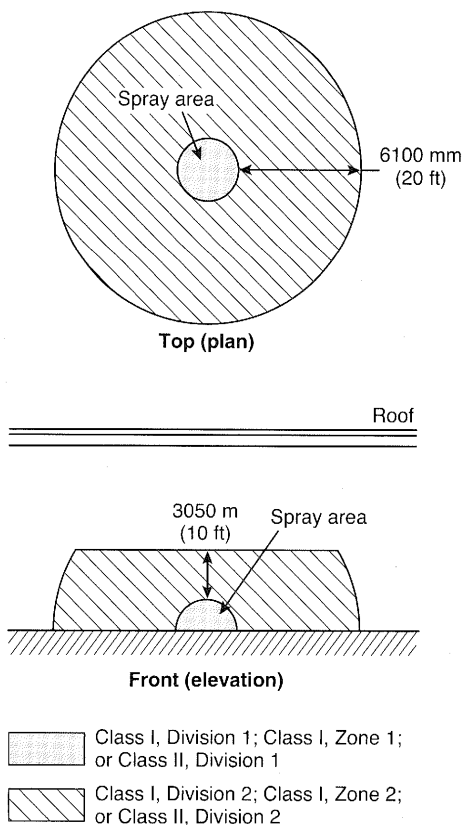 Spray area
6100 mm
(20 ft)
Top (plan)
Roof
3050 m
(10 ft)
Spray area
Front (elevation)
Class I, Division 1; Class I, Zone 1;
or Class II, Division 1
Class I, Division 2; Class I, Zone 2;
or Class II, Division 2